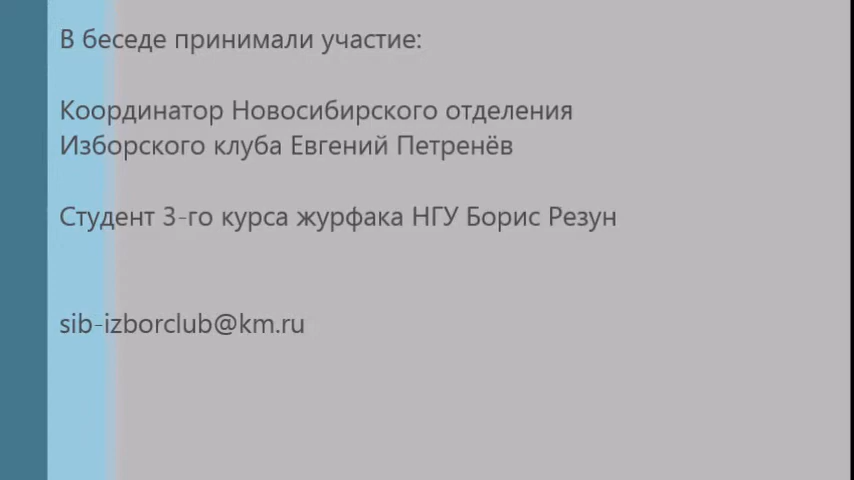 В беседе принимали участие:
Координатор Новосибирского отделения
Изборского клуба Евгений Петренёв
Студент 3-го курса журфака НГУ Борис Резун
sib-izborclub@km.ru